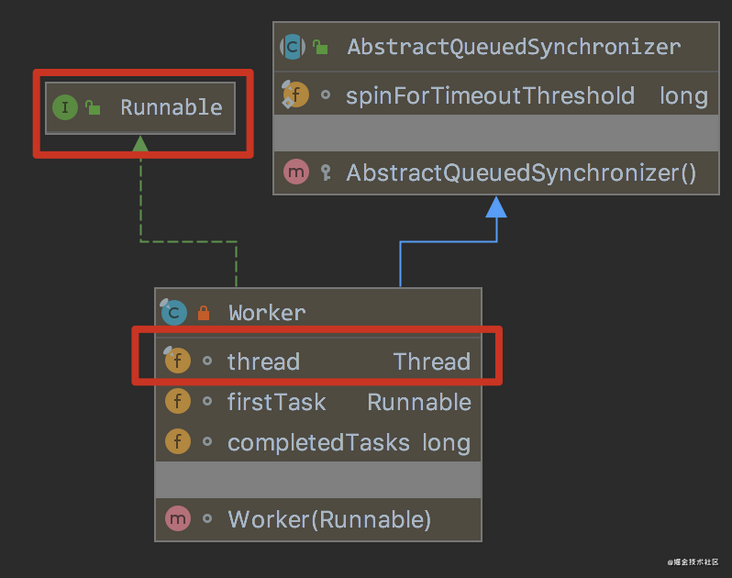 AbstractQueuedSynchronizer
spinForTimeoutThreshold long
AbstractQueuedSynchronizer()
I Runnable
C Worker
f thread Thread
f firstTask Runnable
f completedTasks long
m Worker(Runnable)
@掘金技术社区